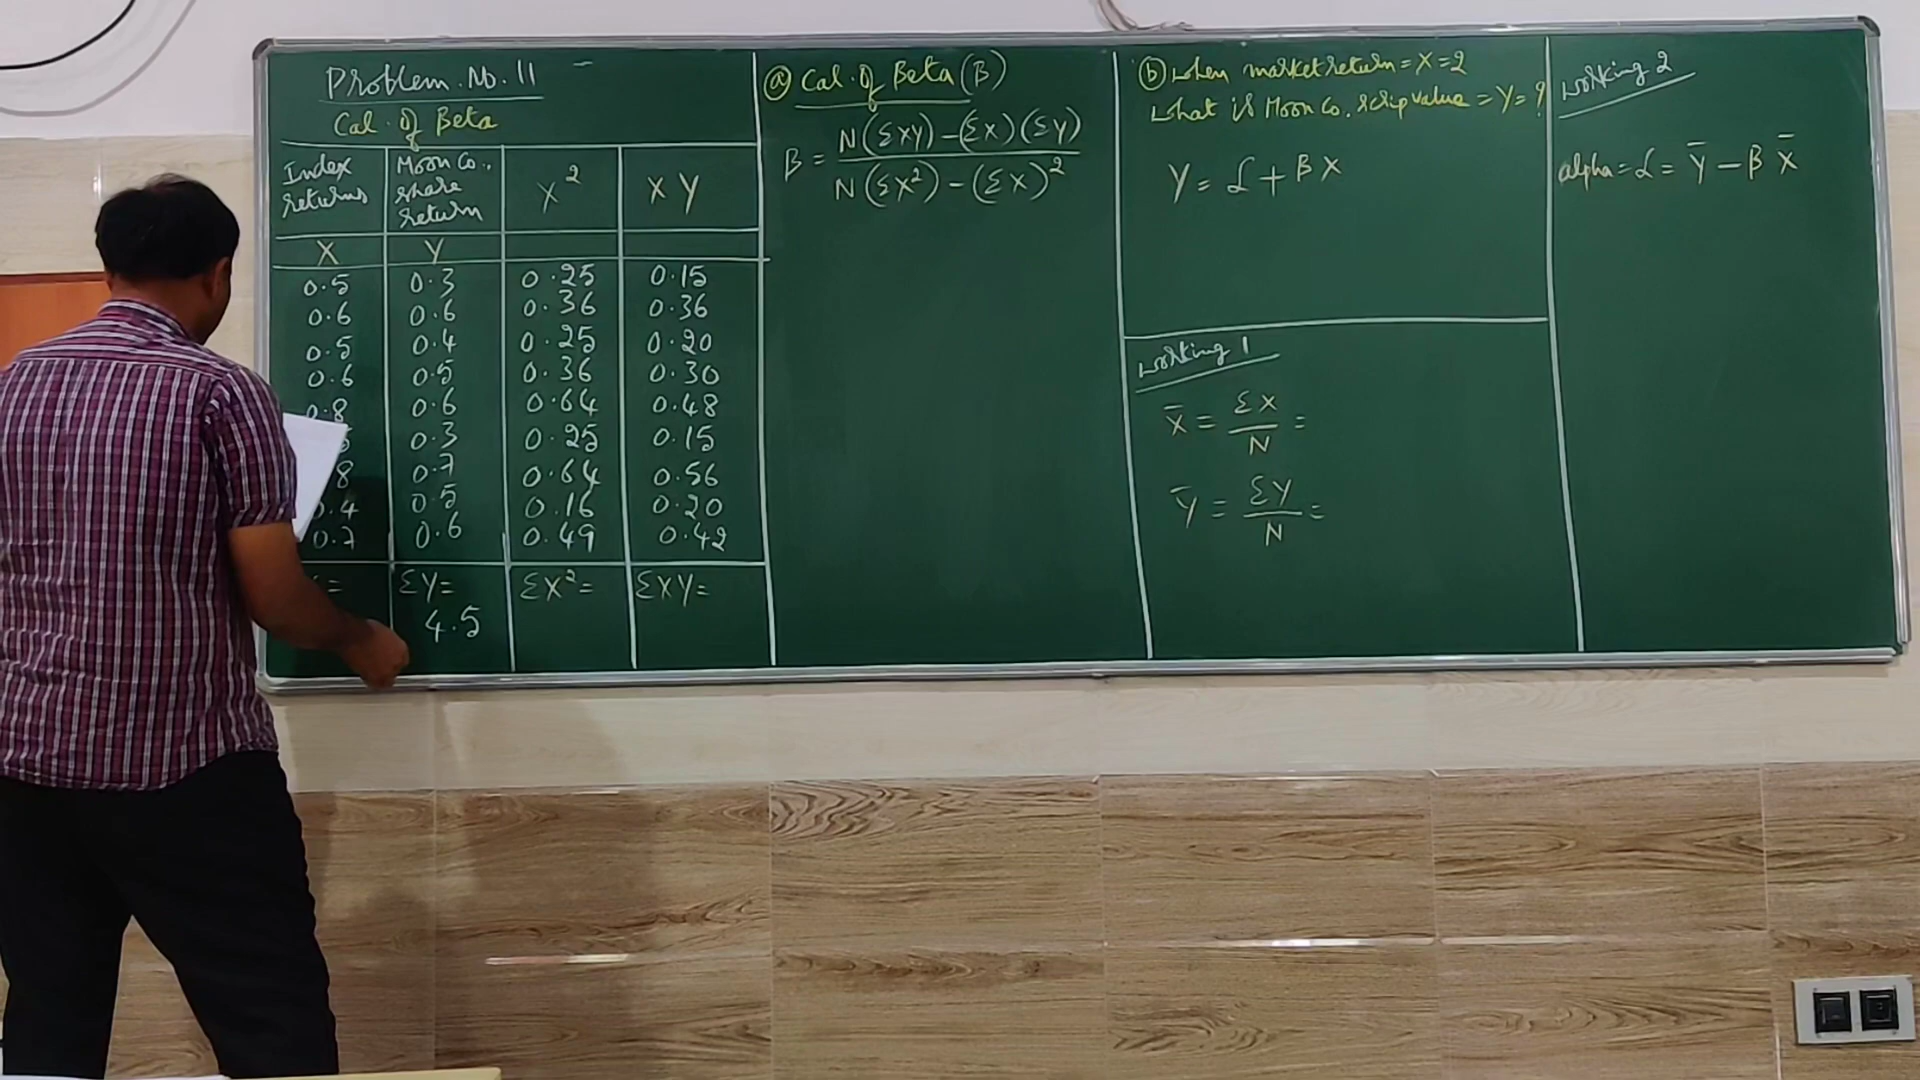 Problem. No. 11
Cal. Of Beta
Index returns
Moon Co., share return
X²
XY
X Y
0.5 0.3 0.25 0.15
0.6 0.6 0.36 0.36
0.5 0.4 0.25 0.20
0.6 0.5 0.36 0.30
0.8 0.6 0.64 0.48
0.3 0.25 0.15
8 0.7 0.64 0.56
.4 0.5 0.16 0.20
0.7 0.6 0.49 0.42
= ΣY= ΣX²= ΣXY=
4.5
ⓐ Cal. Of Beta (β)
β = N(ΣXY) – (ΣX)(ΣY) / N(ΣX²) – (ΣX)²
ⓑ when market return = X = 2
what is Moon Co. scrip value = Y = ?
Y = α + βX
working 1
X̄ = ΣX / N =
Ȳ = ΣY / N =
working 2
alpha = α = Ȳ – β X̄